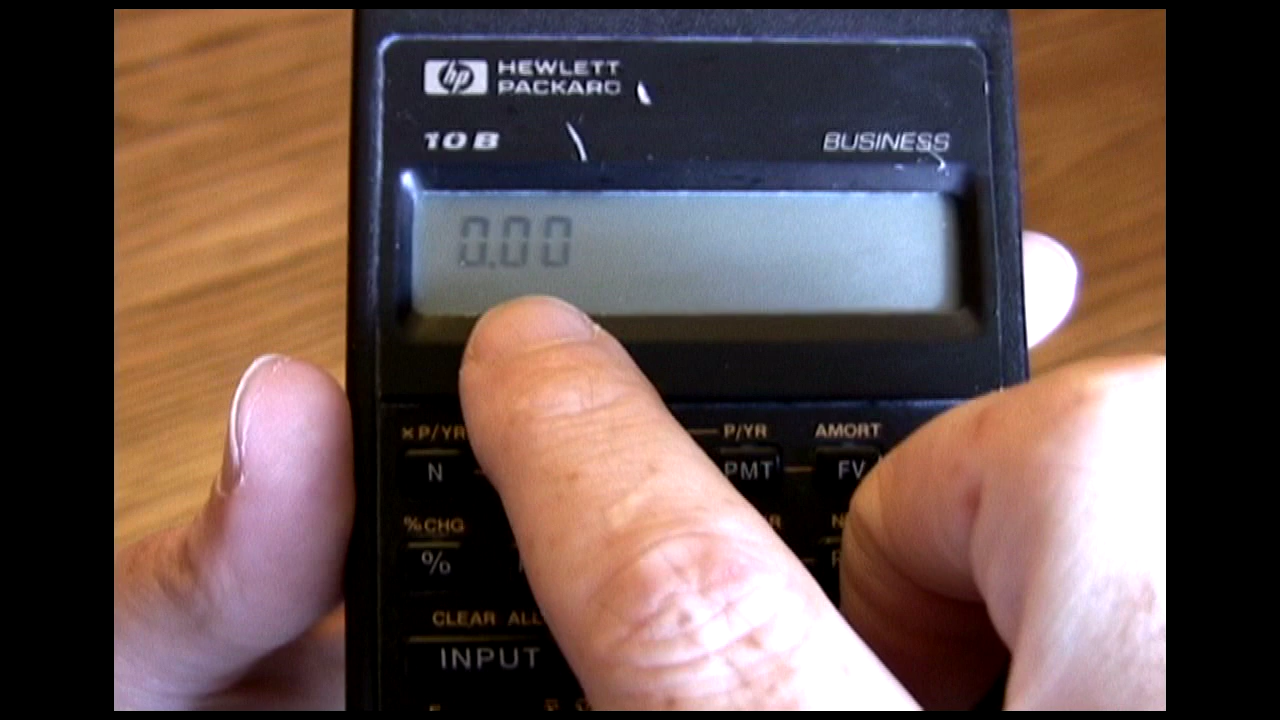 hp HEWLETT
PACKARD
10B BUSINESS
0.00
×P/YR P/YR AMORT
N PMT FV
%CHG
%
CLEAR ALL
INPUT